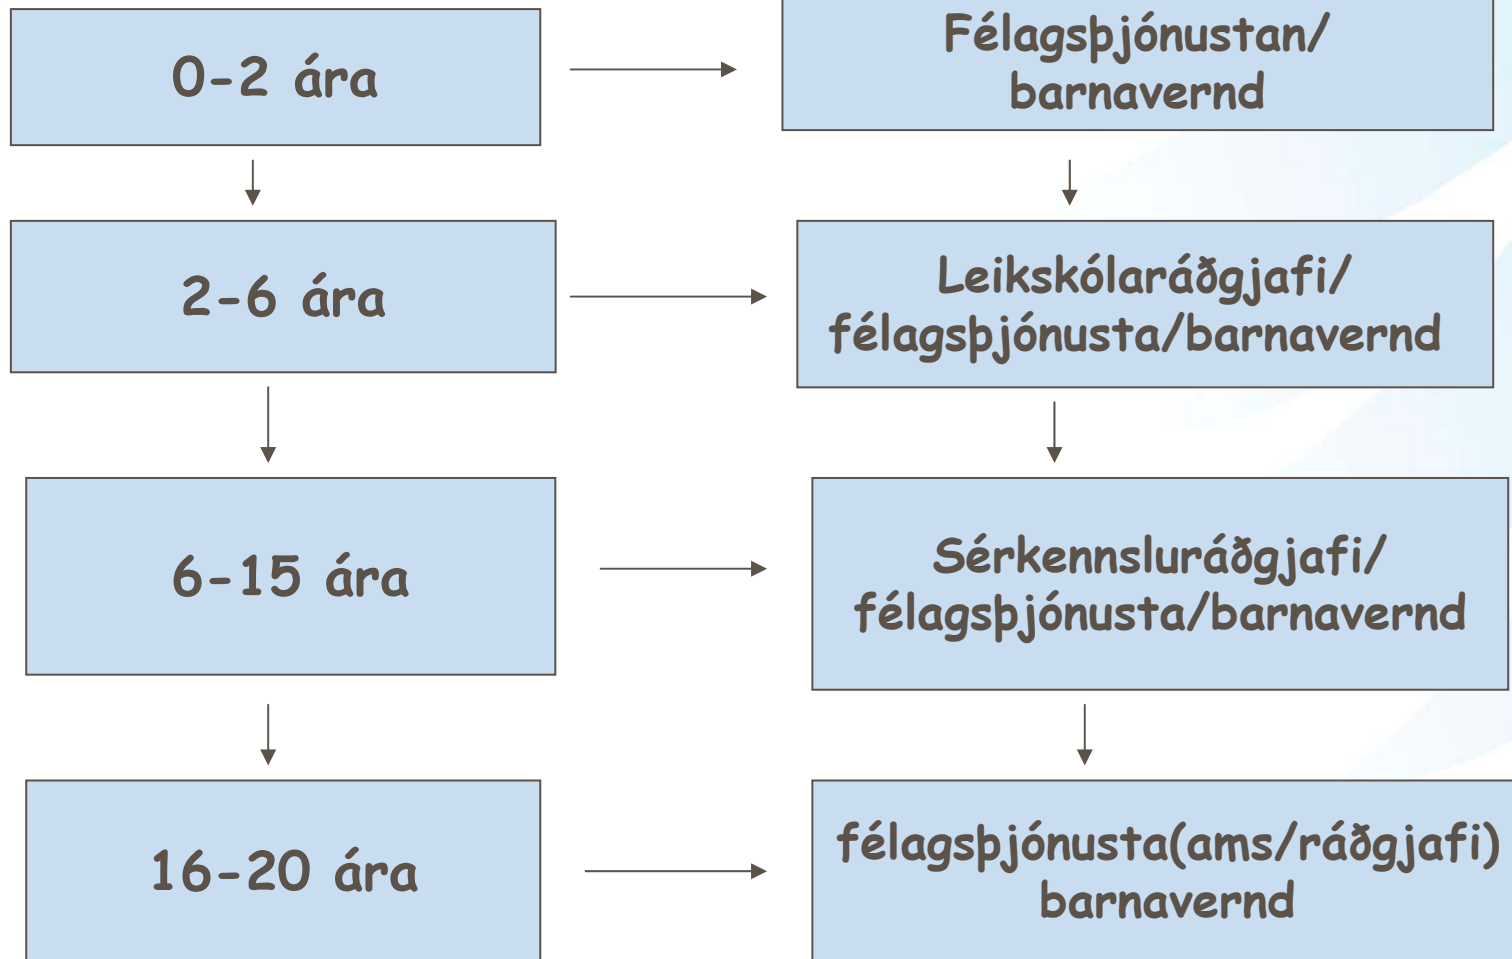 0-2 ára
Félagsþjónustan/
barnavernd
2-6 ára
Leikskólaráðgjafi/
félagsþjónusta/barnavernd
6-15 ára
Sérkennsluráðgjafi/
félagsþjónusta/barnavernd
16-20 ára
félagsþjónusta(ams/ráðgjafi)
barnavernd